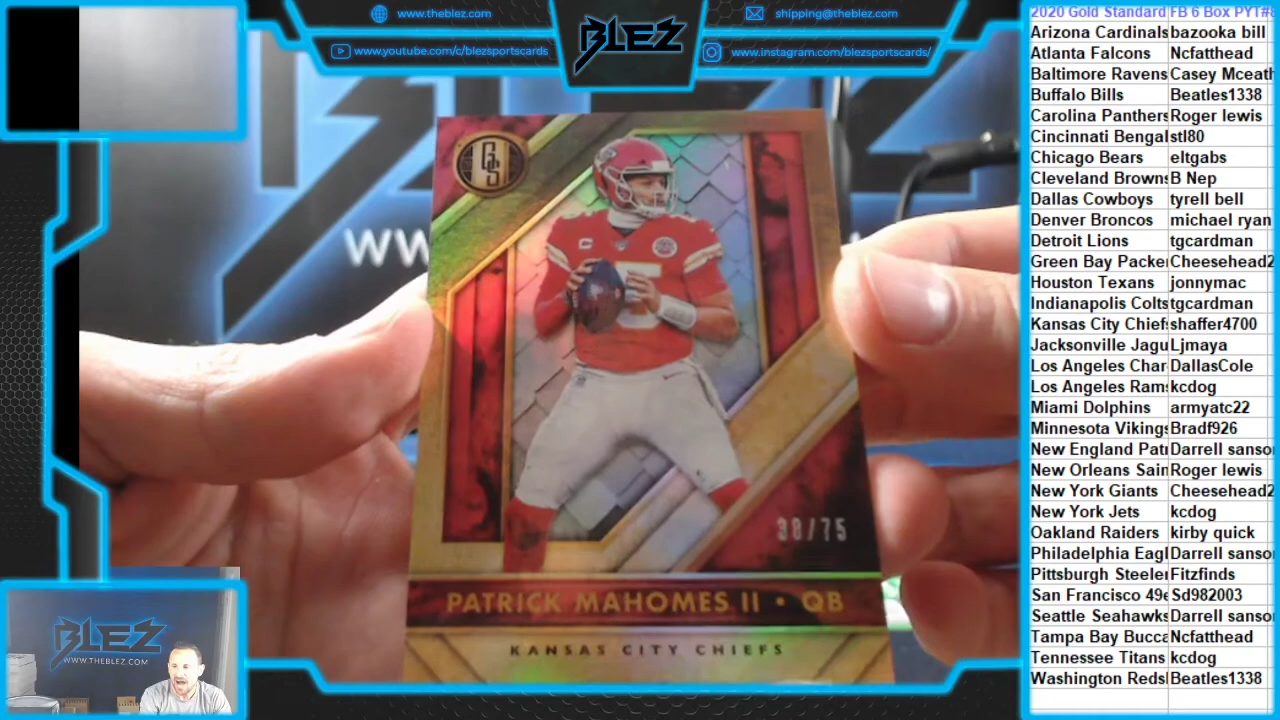 www.theblez.com
shipping@theblez.com
www.youtube.com/c/blezsportscards
www.instagram.com/blezsportscards/
BLEZ
GS
WW
38/75
PATRICK MAHOMES II • QB
KANSAS CITY CHIEFS
BLEZ
WWW.THEBLEZ.COM
2020 Gold Standard FB 6 Box PYT#
Arizona Cardinals bazooka bill
Atlanta Falcons Ncfatthead
Baltimore Ravens Casey Mceath
Buffalo Bills Beatles1338
Carolina Panthers Roger lewis
Cincinnati Bengals stl80
Chicago Bears eltgabs
Cleveland Browns B Nep
Dallas Cowboys tyrell bell
Denver Broncos michael ryan
Detroit Lions tgcardman
Green Bay Packe Cheesehead2
Houston Texans jonnymac
Indianapolis Colts tgcardman
Kansas City Chiefs shaffer4700
Jacksonville Jagu Ljmaya
Los Angeles Char DallasCole
Los Angeles Rams kcdog
Miami Dolphins armyatc22
Minnesota Vikings Bradf926
New England Pat Darrell sanso
New Orleans Sain Roger lewis
New York Giants Cheesehead2
New York Jets kcdog
Oakland Raiders kirby quick
Philadelphia Eagl Darrell sanso
Pittsburgh Steele Fitzfinds
San Francisco 49e Sd982003
Seattle Seahawks Darrell sanso
Tampa Bay Bucca Ncfatthead
Tennessee Titans kcdog
Washington Reds Beatles1338